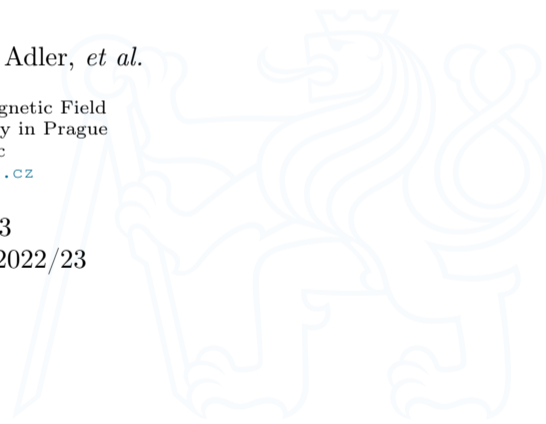 Adler, et al.
gnetic Field
y in Prague
c
.cz
3
2022/23